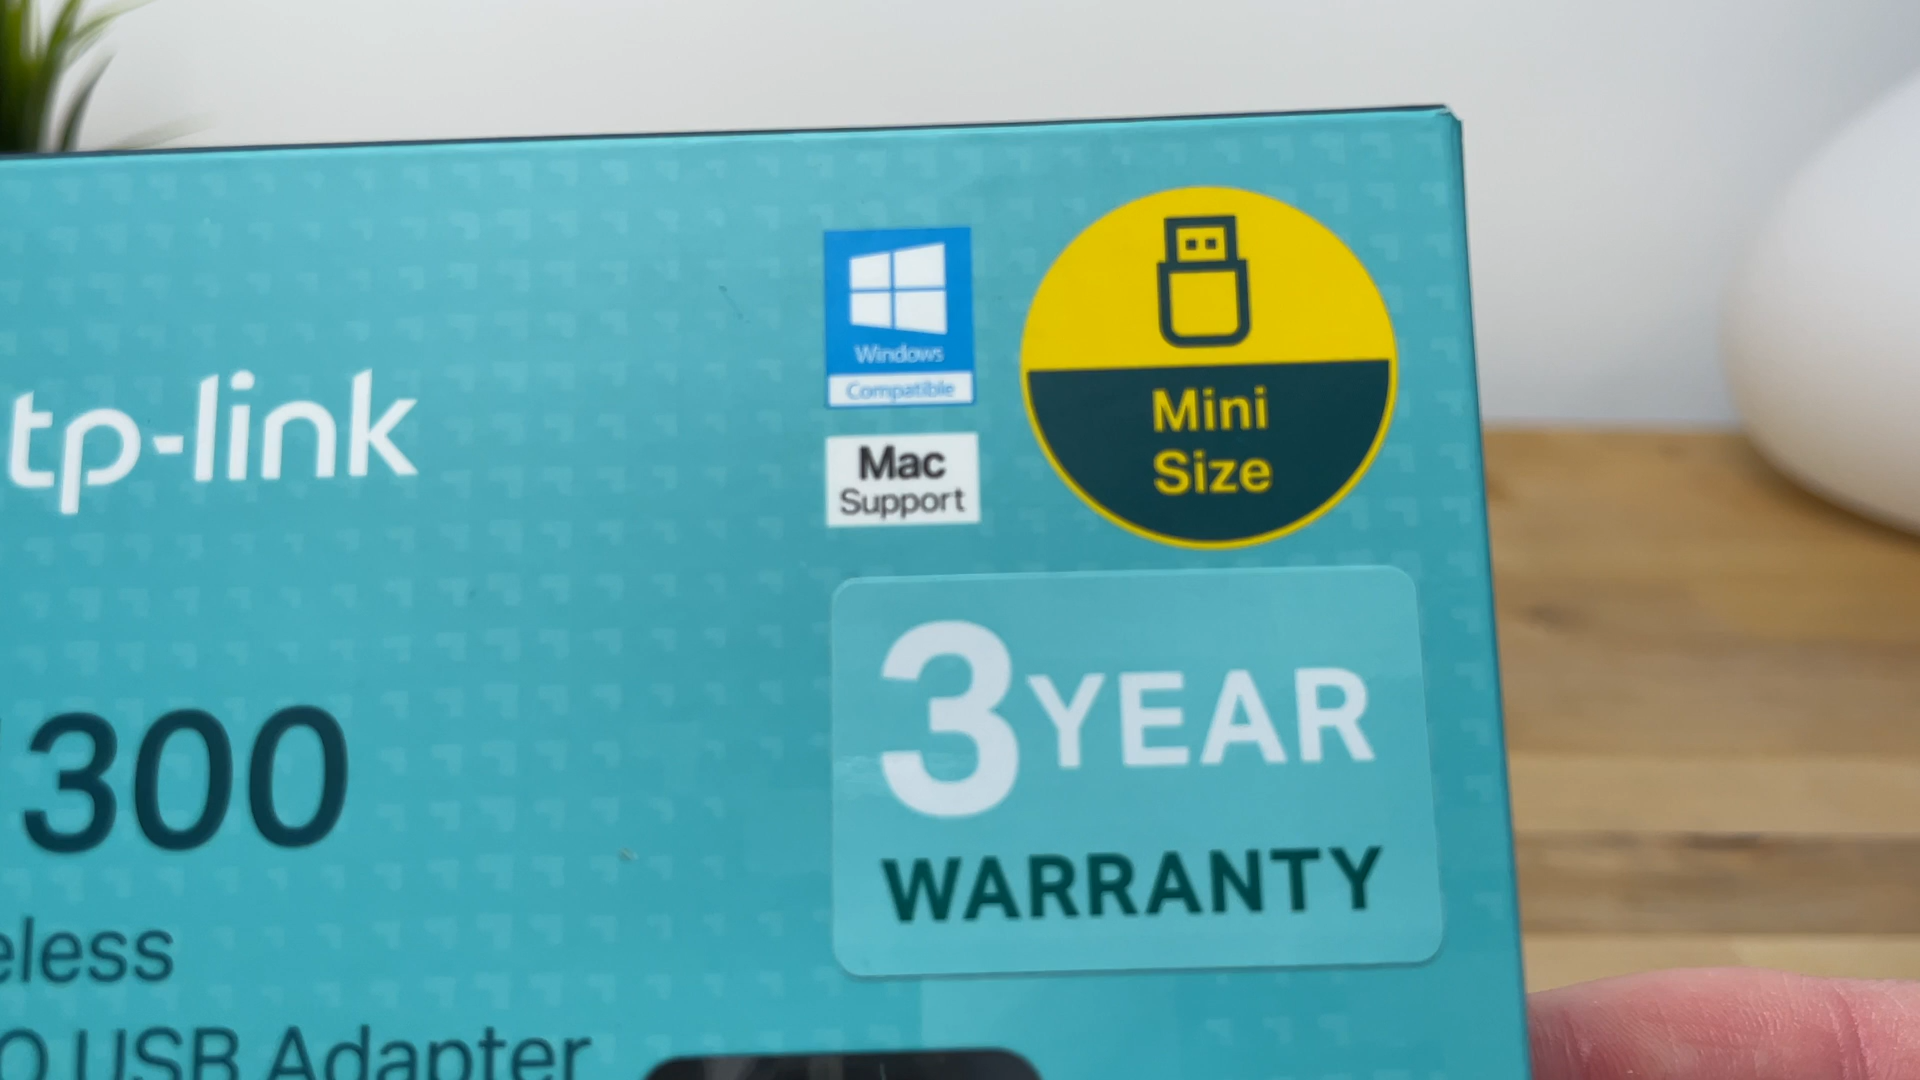 tp-link
Windows
Compatible
Mac
Support
Mini
Size
3 YEAR
WARRANTY
300
eless
O USB Adapter